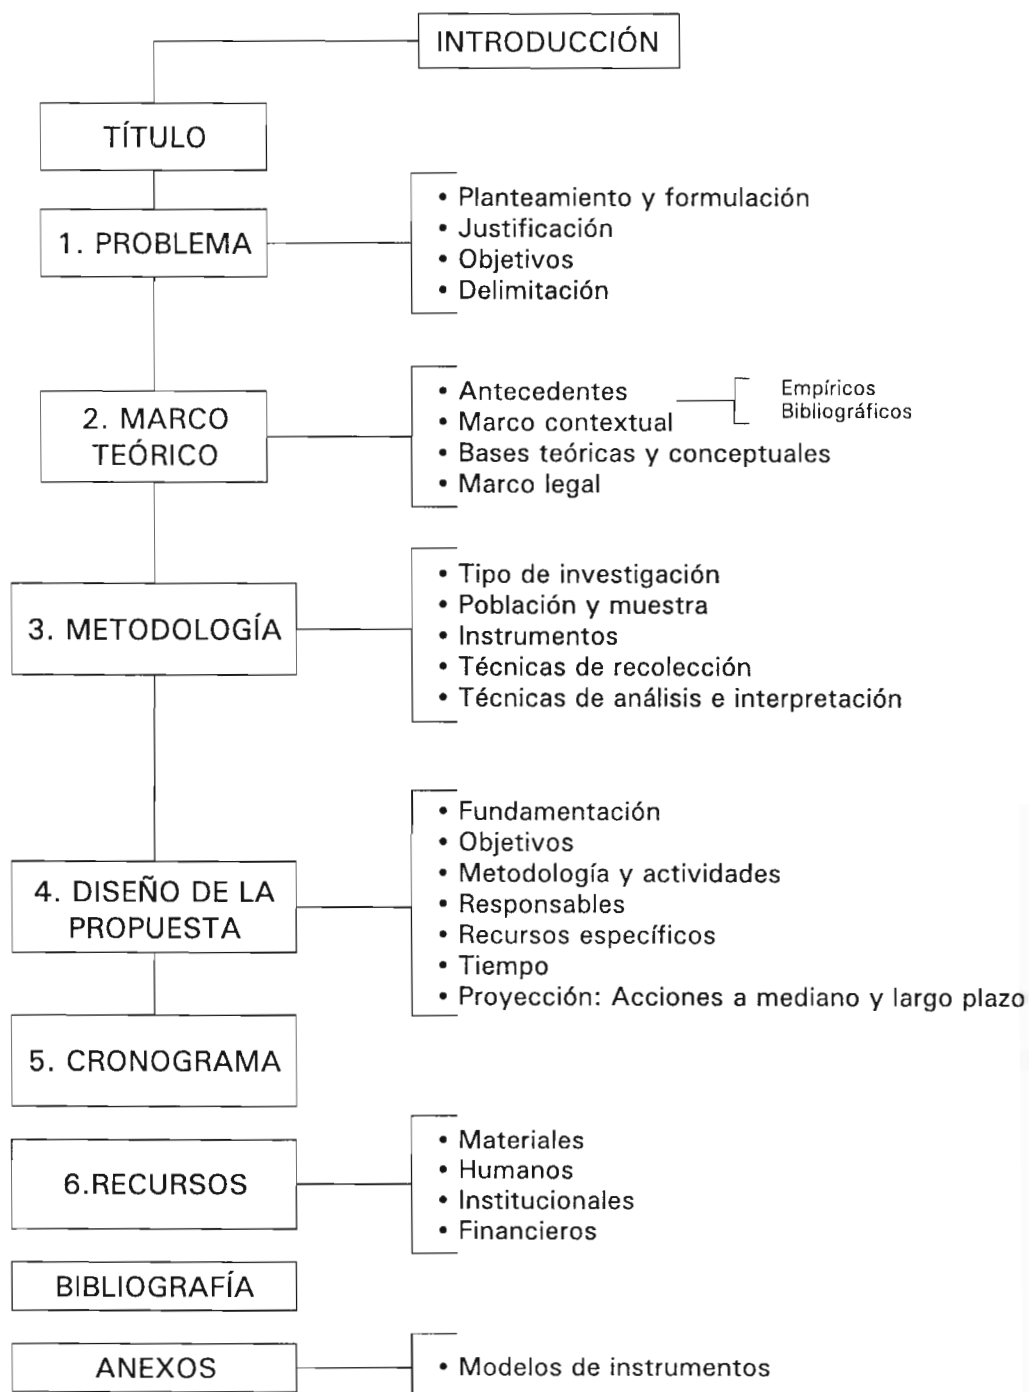 INTRODUCCIÓN
TÍTULO
1. PROBLEMA
• Planteamiento y formulación
• Justificación
• Objetivos
• Delimitación
2. MARCO
TEÓRICO
• Antecedentes
Empíricos
Bibliográficos
• Marco contextual
• Bases teóricas y conceptuales
• Marco legal
3. METODOLOGÍA
• Tipo de investigación
• Población y muestra
• Instrumentos
• Técnicas de recolección
• Técnicas de análisis e interpretación
4. DISEÑO DE LA
PROPUESTA
• Fundamentación
• Objetivos
• Metodología y actividades
• Responsables
• Recursos específicos
• Tiempo
• Proyección: Acciones a mediano y largo plazo
5. CRONOGRAMA
6.RECURSOS
• Materiales
• Humanos
• Institucionales
• Financieros
BIBLIOGRAFÍA
ANEXOS
• Modelos de instrumentos